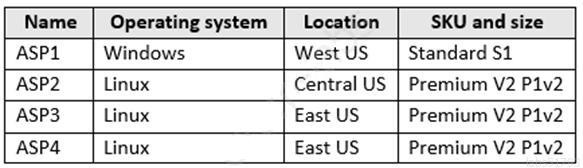 Name Operating system Location SKU and size
ASP1 Windows West US Standard S1
ASP2 Linux Central US Premium V2 P1v2
ASP3 Linux East US Premium V2 P1v2
ASP4 Linux East US Premium V2 P1v2